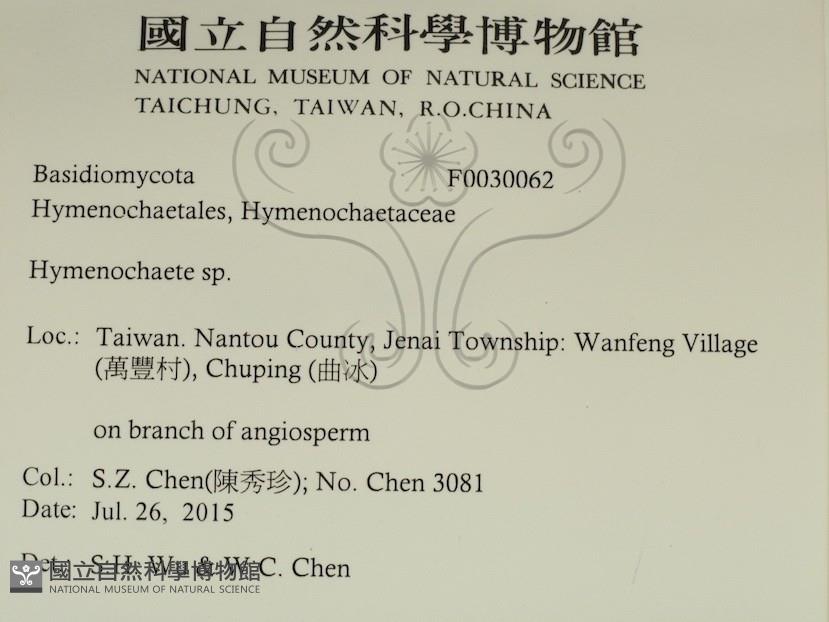 國立自然科學博物館
NATIONAL MUSEUM OF NATURAL SCIENCE
TAICHUNG, TAIWAN, R.O.CHINA
Basidiomycota F0030062
Hymenochaetales, Hymenochaetaceae
Hymenochaete sp.
Loc.: Taiwan. Nantou County, Jenai Township: Wanfeng Village
(萬豐村), Chuping (曲冰)
on branch of angiosperm
Col.: S.Z. Chen(陳秀珍); No. Chen 3081
Date: Jul. 26, 2015
Det.: S.H. Wu & W.C. Chen
國立自然科學博物館
NATIONAL MUSEUM OF NATURAL SCIENCE